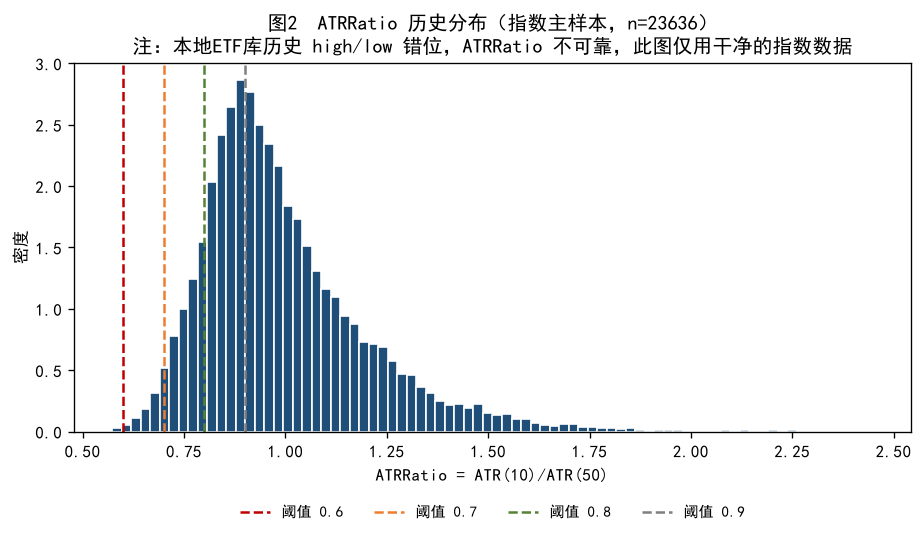 图2  ATRRatio 历史分布（指数主样本，n=23636）
注：本地ETF库历史 high/low 错位，ATRRatio 不可靠，此图仅用干净的指数数据
密度
3.0
2.5
2.0
1.5
1.0
0.5
0.0
0.50 0.75 1.00 1.25 1.50 1.75 2.00 2.25 2.50
ATRRatio = ATR(10)/ATR(50)
阈值 0.6 阈值 0.7 阈值 0.8 阈值 0.9